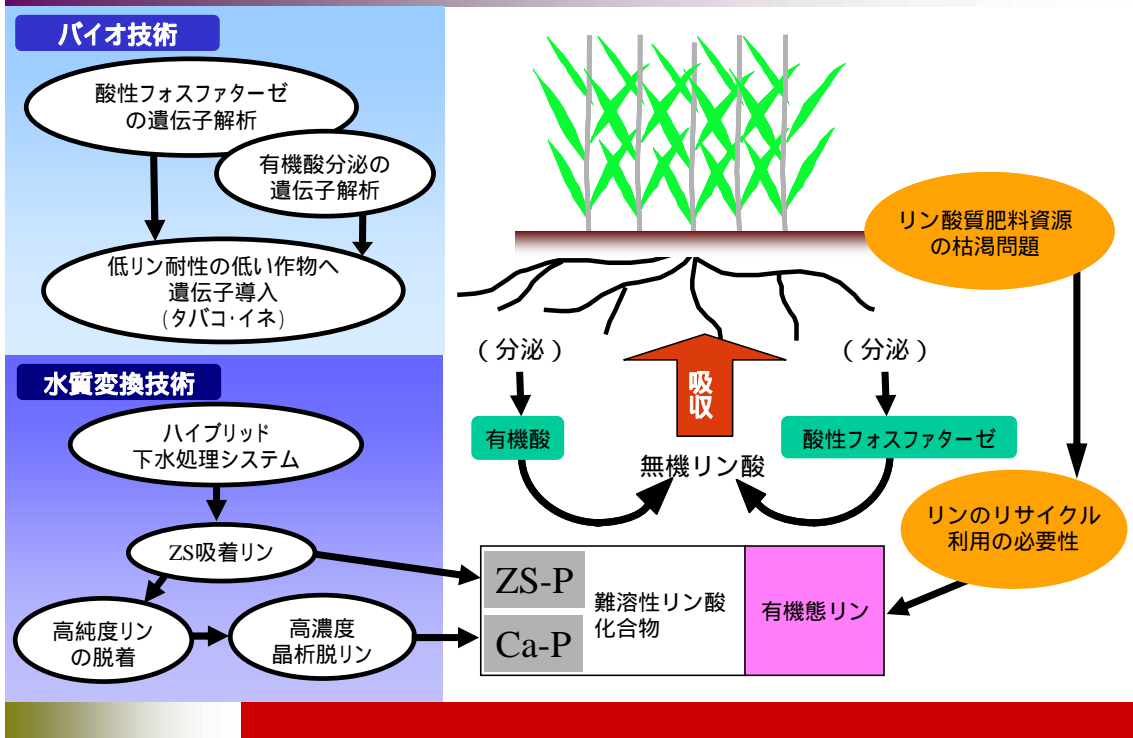 バイオ技術
酸性フォスファターゼ
の遺伝子解析
有機酸分泌の
遺伝子解析
低リン耐性の低い作物へ
遺伝子導入
(タバコ・イネ)
水質変換技術
ハイブリッド
下水処理システム
ZS吸着リン
高純度リン
の脱着
高濃度
晶析脱リン
(分泌)
(分泌)
吸収
有機酸
酸性フォスファターゼ
無機リン酸
ZS-P
Ca-P
難溶性リン酸
化合物
有機態リン
リン酸質肥料資源
の枯渇問題
リンのリサイクル
利用の必要性